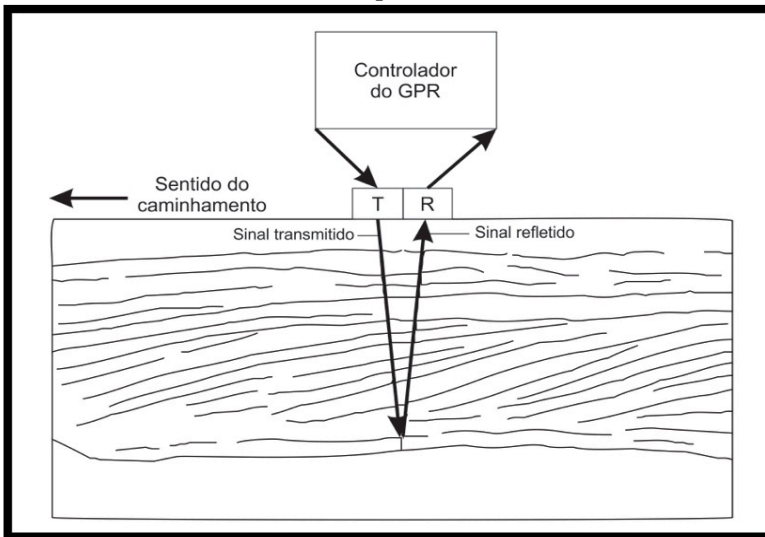 Controlador
do GPR
Sentido do
caminhamento
T R
Sinal transmitido
Sinal refletido